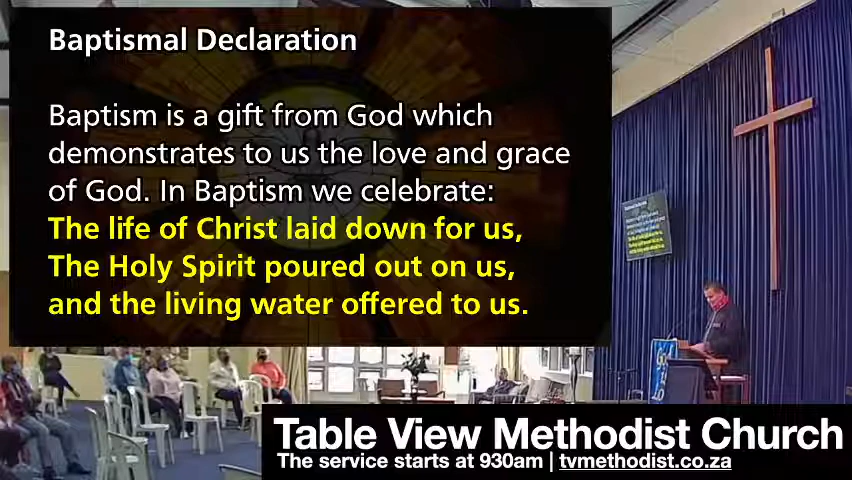 Baptismal Declaration
Baptism is a gift from God which
demonstrates to us the love and grace
of God. In Baptism we celebrate:
The life of Christ laid down for us,
The Holy Spirit poured out on us,
and the living water offered to us.
Table View Methodist Church
The service starts at 930am | tvmethodist.co.za